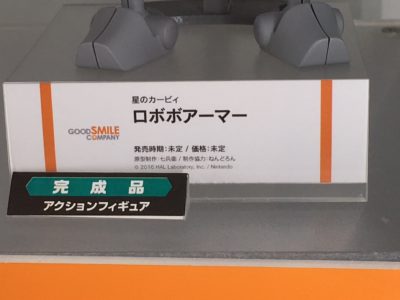 星のカービィ
ロボボアーマー
GOOD SMILE
COMPANY
発売時期:未定 / 価格:未定
原型制作:七兵衛 / 制作協力:ねんどろん
© 2016 HAL Laboratory, Inc. / Nintendo
完成品
アクションフィギュア